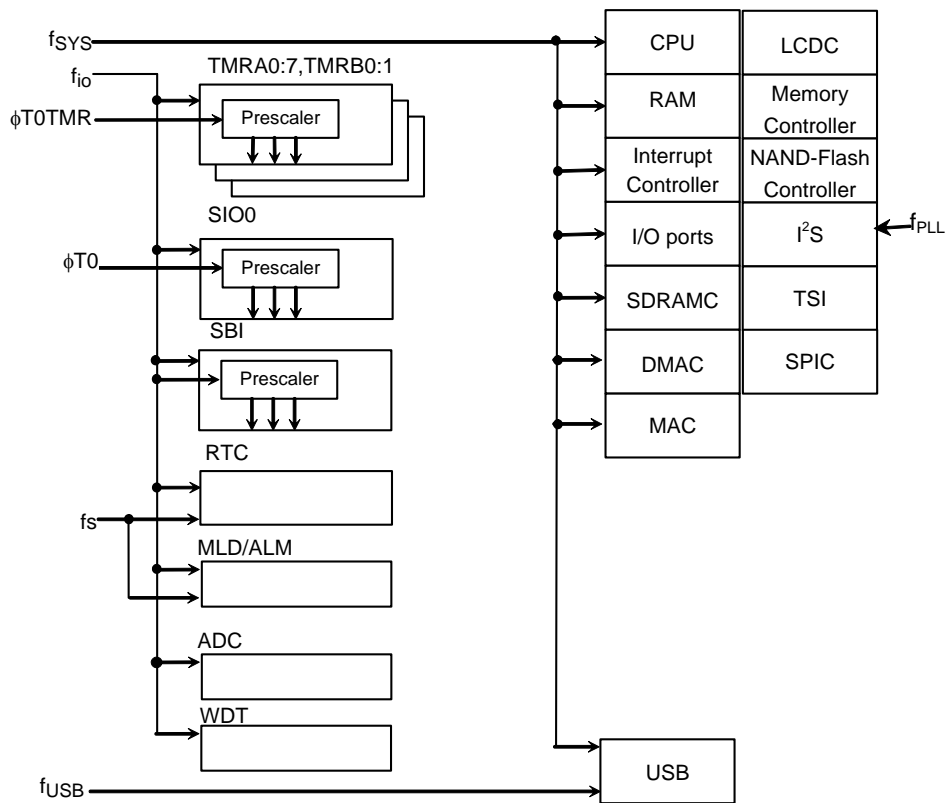 fSYS
fio
ϕT0TMR
TMRA0:7,TMRB0:1
Prescaler
SIO0
ϕT0
Prescaler
SBI
Prescaler
RTC
fs
MLD/ALM
ADC
WDT
fUSB
CPU
LCDC
RAM
Memory
Controller
Interrupt
Controller
NAND-Flash
Controller
I/O ports
I²S
fPLL
SDRAMC
TSI
DMAC
SPIC
MAC
USB